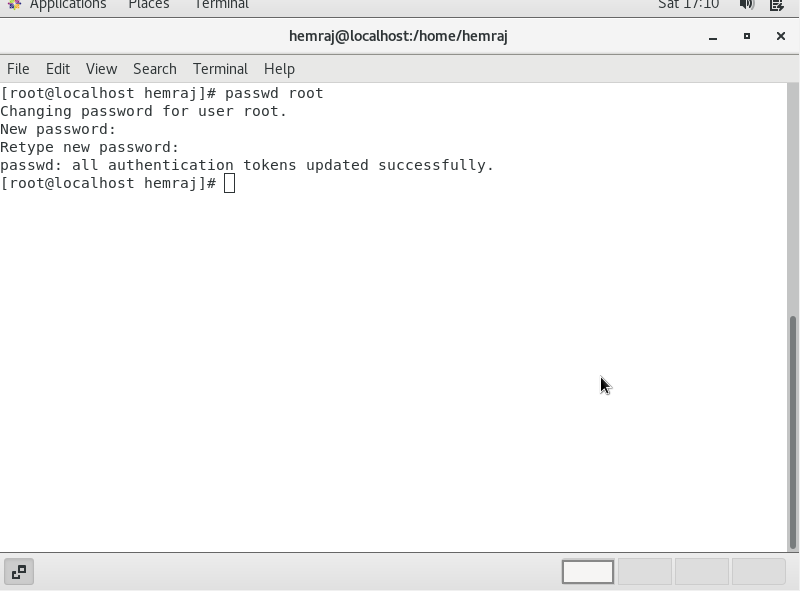 Applications Places Terminal Sat 17:10
hemraj@localhost:/home/hemraj
File Edit View Search Terminal Help
[root@localhost hemraj]# passwd root
Changing password for user root.
New password:
Retype new password:
passwd: all authentication tokens updated successfully.
[root@localhost hemraj]#